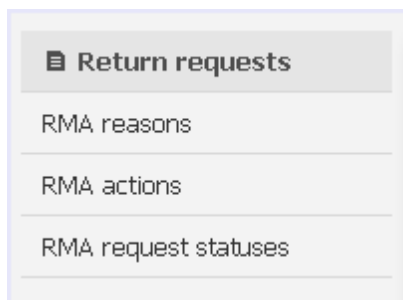 Return requests
RMA reasons
RMA actions
RMA request statuses